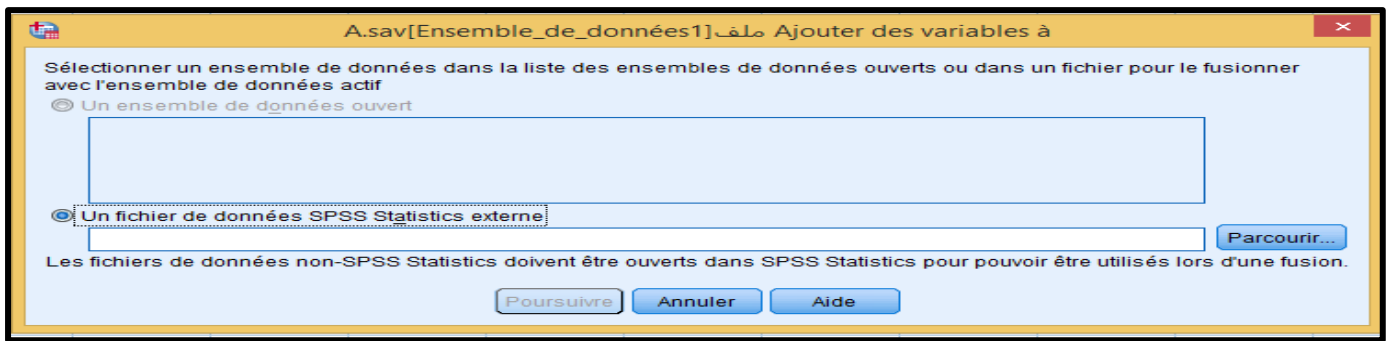 Ajouter des variables à ملف A.sav[Ensemble_de_données1]
Sélectionner un ensemble de données dans la liste des ensembles de données ouverts ou dans un fichier pour le fusionner
avec l'ensemble de données actif
Un ensemble de données ouvert
Un fichier de données SPSS Statistics externe
Parcourir...
Les fichiers de données non-SPSS Statistics doivent être ouverts dans SPSS Statistics pour pouvoir être utilisés lors d'une fusion.
Poursuivre Annuler Aide